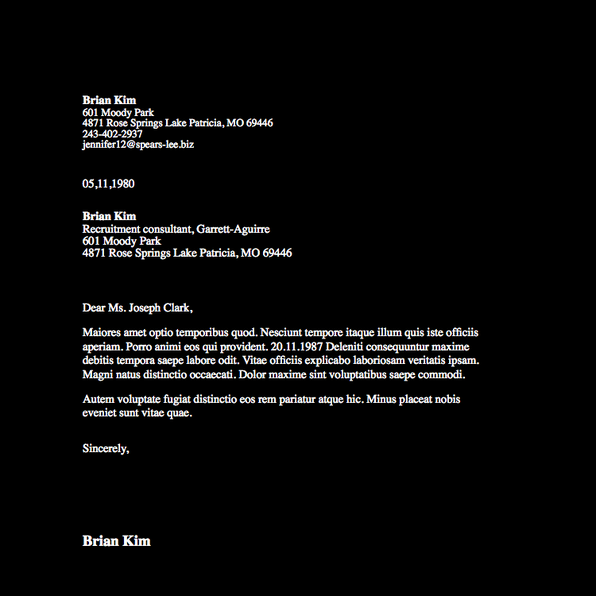 Brian Kim
601 Moody Park
4871 Rose Springs Lake Patricia, MO 69446
243-402-2937
jennifer12@spears-lee.biz
05,11,1980
Brian Kim
Recruitment consultant, Garrett-Aguirre
601 Moody Park
4871 Rose Springs Lake Patricia, MO 69446
Dear Ms. Joseph Clark,
Maiores amet optio temporibus quod. Nesciunt tempore itaque illum quis iste officiis
aperiam. Porro animi eos qui provident. 20.11.1987 Deleniti consequuntur maxime
debitis tempora saepe labore odit. Vitae officiis explicabo laboriosam veritatis ipsam.
Magni natus distinctio occaecati. Dolor maxime sint voluptatibus saepe commodi.
Autem voluptate fugiat distinctio eos rem pariatur atque hic. Minus placeat nobis
eveniet sunt vitae quae.
Sincerely,
Brian Kim